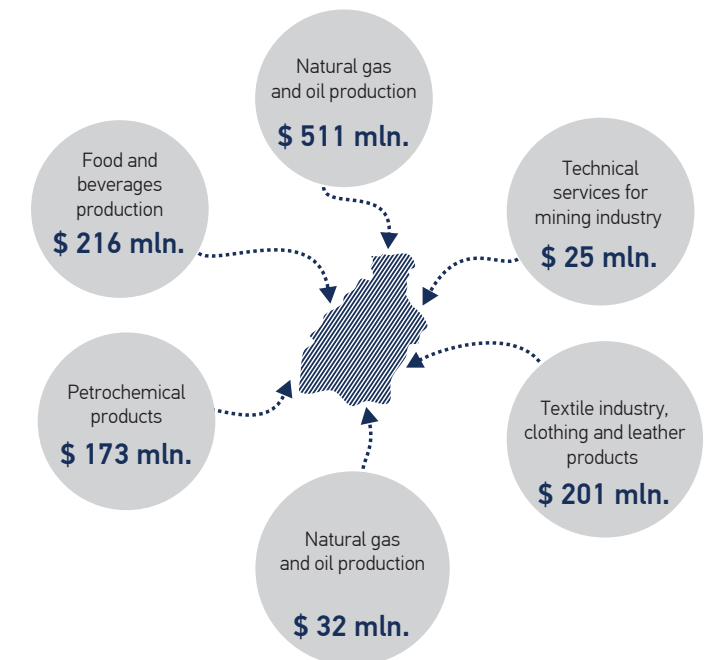 Natural gas
and oil production
$ 511 mln.
Food and
beverages
production
$ 216 mln.
Technical
services for
mining industry
$ 25 mln.
Petrochemical
products
$ 173 mln.
Textile industry,
clothing and leather
products
$ 201 mln.
Natural gas
and oil production
$ 32 mln.